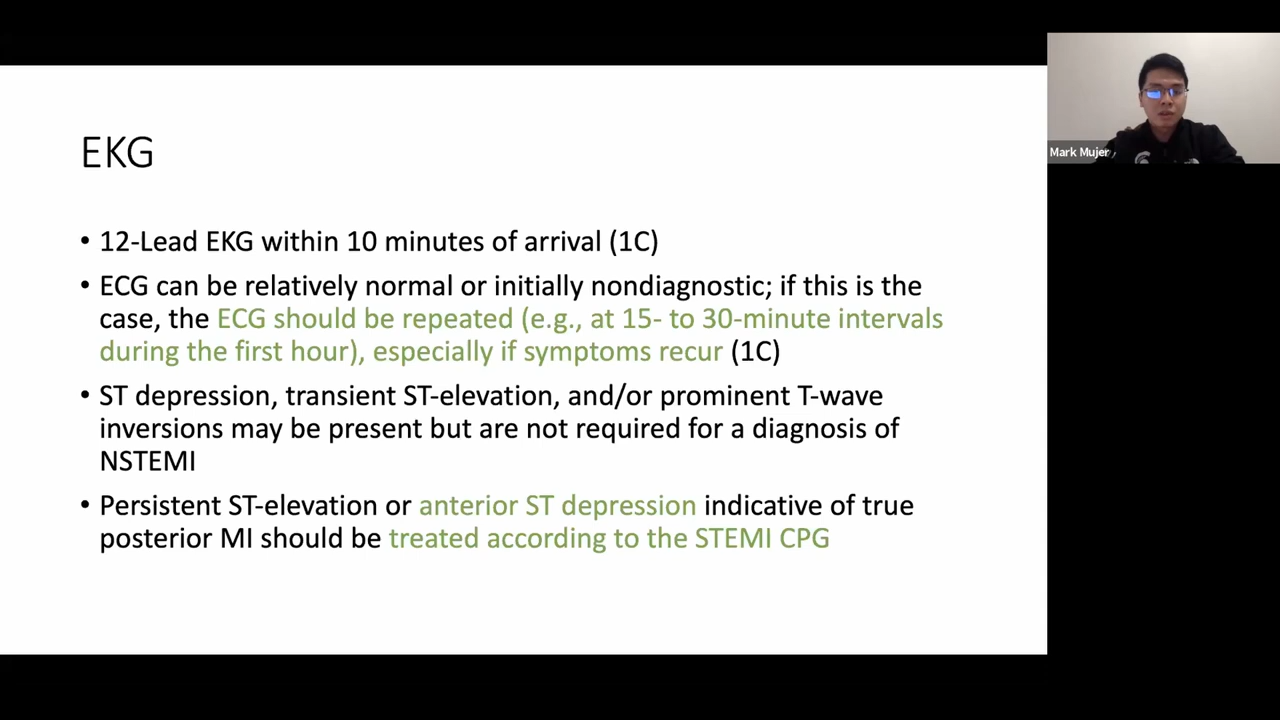 EKG
• 12-Lead EKG within 10 minutes of arrival (1C)
• ECG can be relatively normal or initially nondiagnostic; if this is the
case, the ECG should be repeated (e.g., at 15- to 30-minute intervals
during the first hour), especially if symptoms recur (1C)
• ST depression, transient ST-elevation, and/or prominent T-wave
inversions may be present but are not required for a diagnosis of
NSTEMI
• Persistent ST-elevation or anterior ST depression indicative of true
posterior MI should be treated according to the STEMI CPG
Mark Mujer